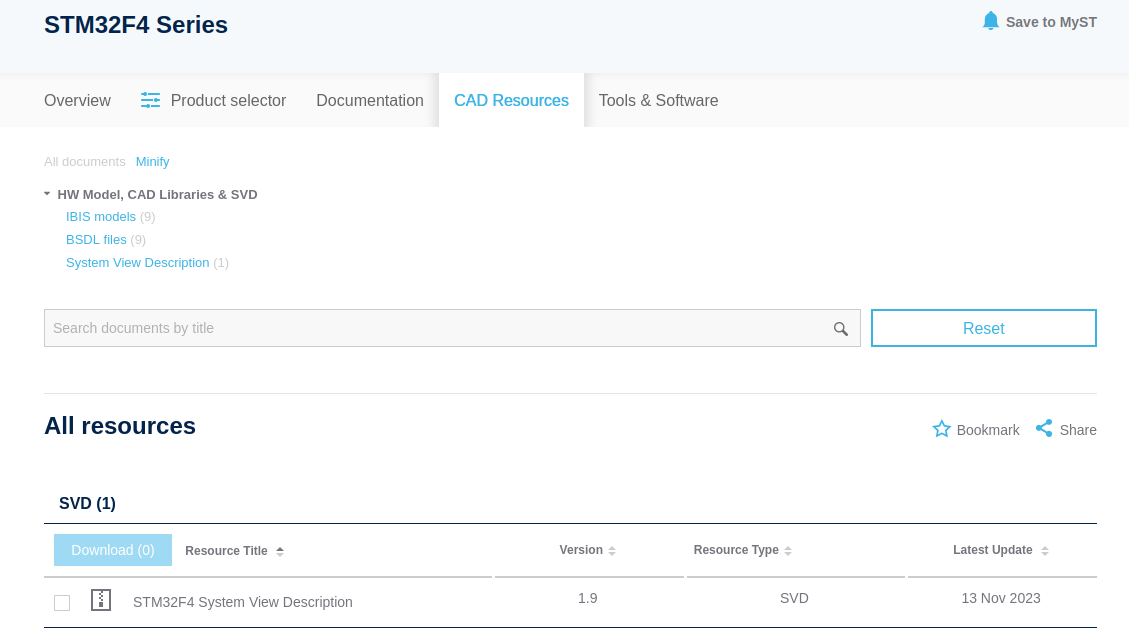 STM32F4 Series
Save to MyST
Overview Product selector Documentation CAD Resources Tools & Software
All documents Minify
HW Model, CAD Libraries & SVD
IBIS models (9)
BSDL files (9)
System View Description (1)
Search documents by title
Reset
All resources
Bookmark Share
SVD (1)
Download (0) Resource Title Version Resource Type Latest Update
STM32F4 System View Description 1.9 SVD 13 Nov 2023